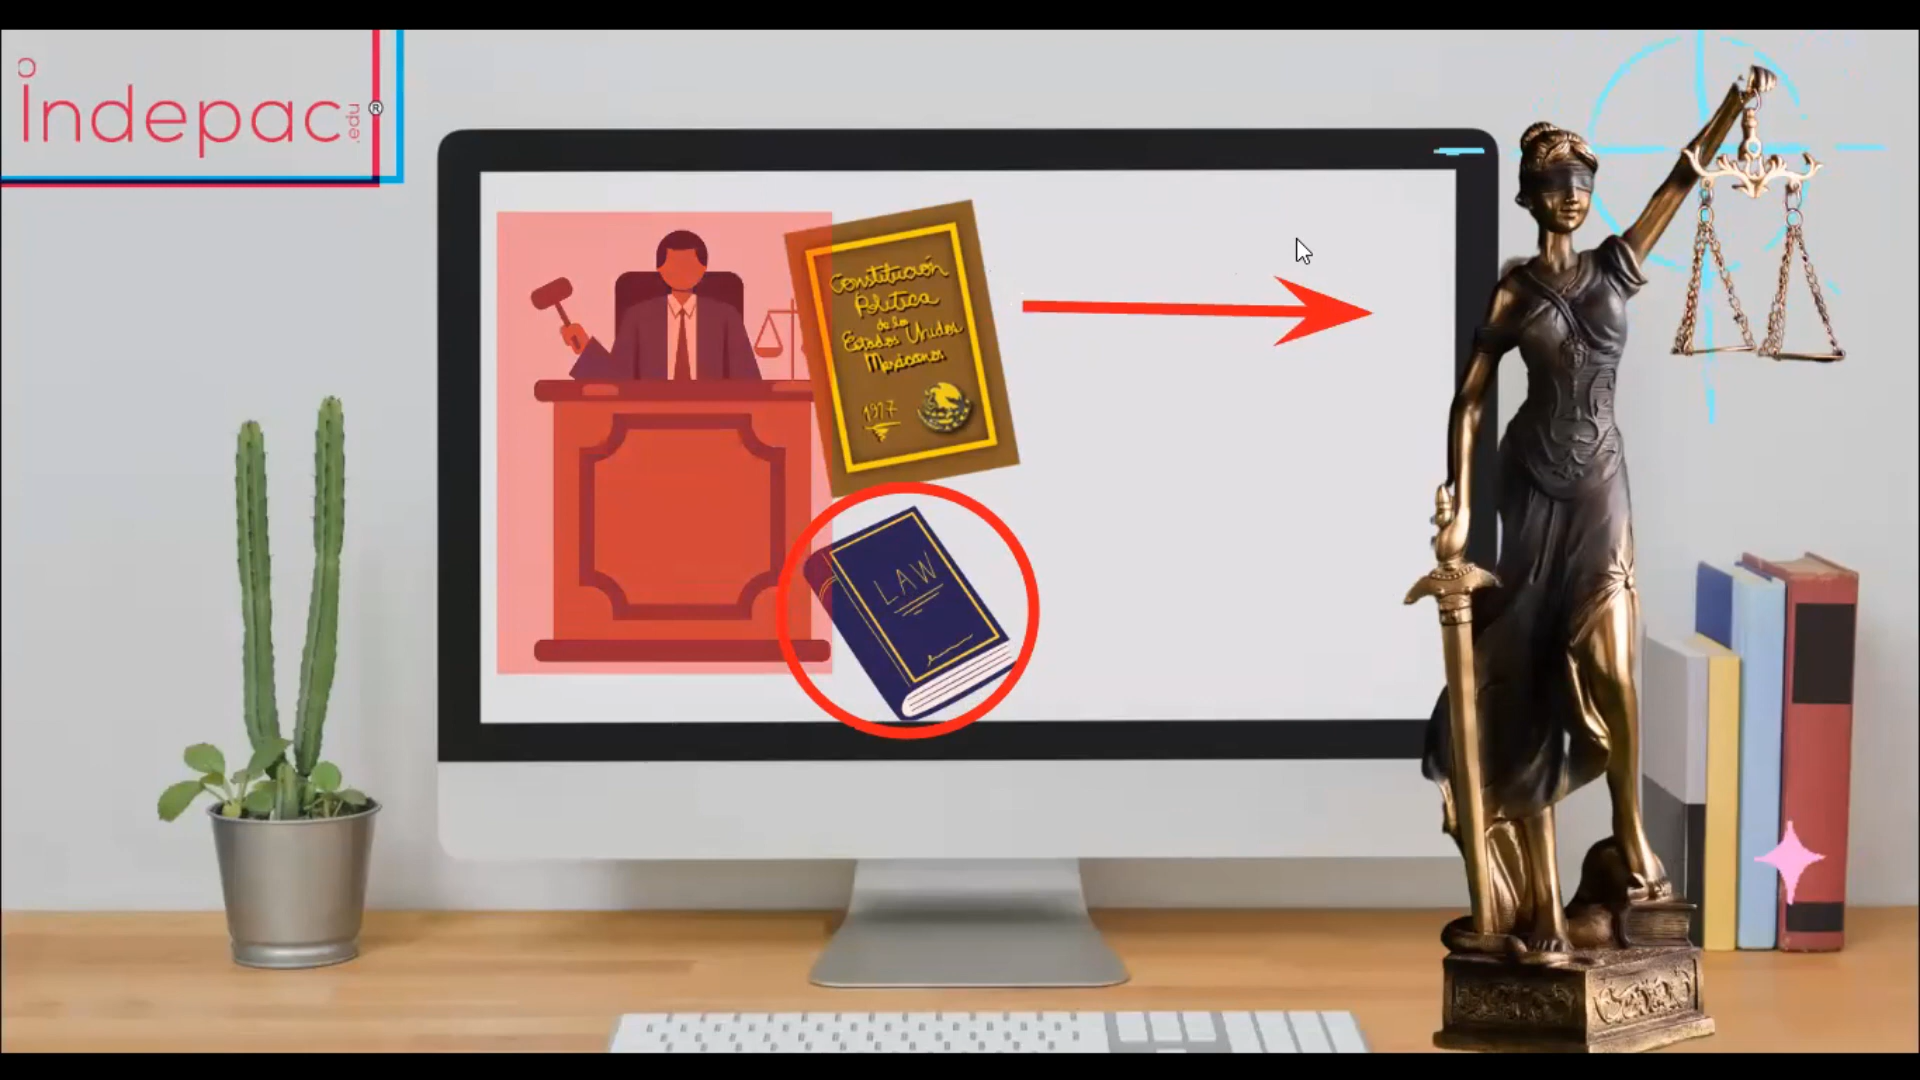 Indepac
.edu
®
Constitución
Política
de los
Estados Unidos
Mexicanos
1917
LAW